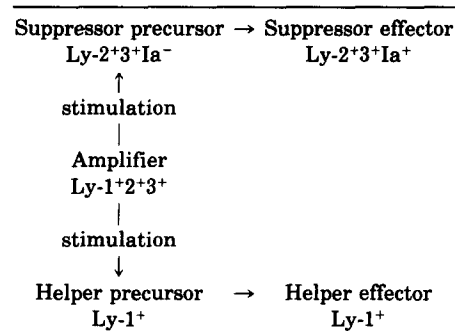 Suppressor precursor → Suppressor effector
Ly-2⁺3⁺Ia⁻ Ly-2⁺3⁺Ia⁺
↑
stimulation
Amplifier
Ly-1⁺2⁺3⁺
stimulation
↓
Helper precursor → Helper effector
Ly-1⁺ Ly-1⁺